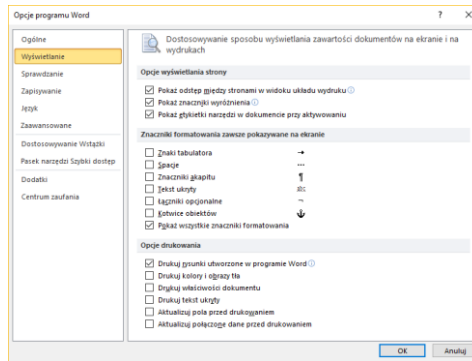 Opcje programu Word
? ×
Ogólne
Wyświetlanie
Sprawdzanie
Zapisywanie
Język
Zaawansowane
Dostosowywanie Wstążki
Pasek narzędzi Szybki dostęp
Dodatki
Centrum zaufania
Dostosowywanie sposobu wyświetlania zawartości dokumentów na ekranie i na
wydrukach
Opcje wyświetlania strony
Pokaż odstęp między stronami w widoku układu wydruku
Pokaż znaczniki wyróżnienia
Pokaż etykietki narzędzi w dokumencie przy aktywowaniu
Znaczniki formatowania zawsze pokazywane na ekranie
Znaki tabulatora →
Spacje ···
Znaczniki akapitu ¶
Tekst ukryty abc
Łączniki opcjonalne ¬
Kotwice obiektów
Pokaż wszystkie znaczniki formatowania
Opcje drukowania
Drukuj rysunki utworzone w programie Word
Drukuj kolory i obrazy tła
Drukuj właściwości dokumentu
Drukuj tekst ukryty
Aktualizuj pola przed drukowaniem
Aktualizuj połączone dane przed drukowaniem
OK Anuluj